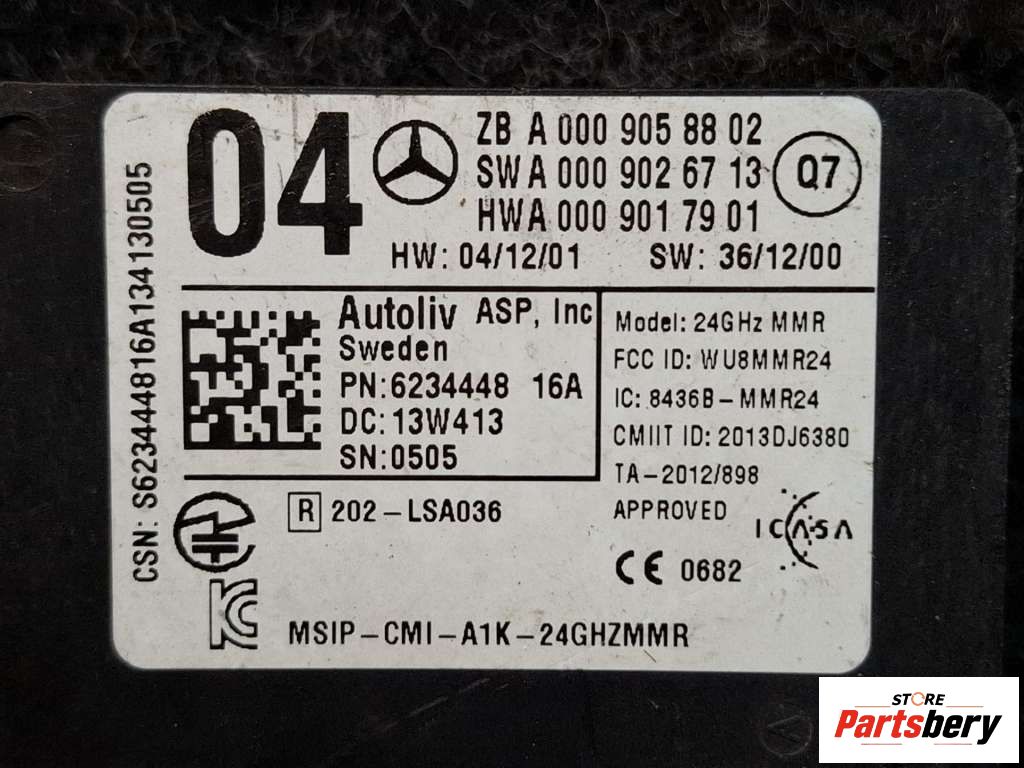 04
ZB A 000 905 88 02
SW A 000 902 67 13
HW A 000 901 79 01
Q7
HW: 04/12/01 SW: 36/12/00
CSN: S623444816A134130505
Autoliv ASP, Inc
Sweden
PN:6234448 16A
DC: 13W413
SN:0505
Model: 24GHz MMR
FCC ID: WU8MMR24
IC: 8436B-MMR24
CMIIT ID: 2013DJ6380
TA-2012/898
APPROVED
ICASA
R 202-LSA036
CE 0682
KC
MSIP-CMI-A1K-24GHZMMR
STORE
Partsbery